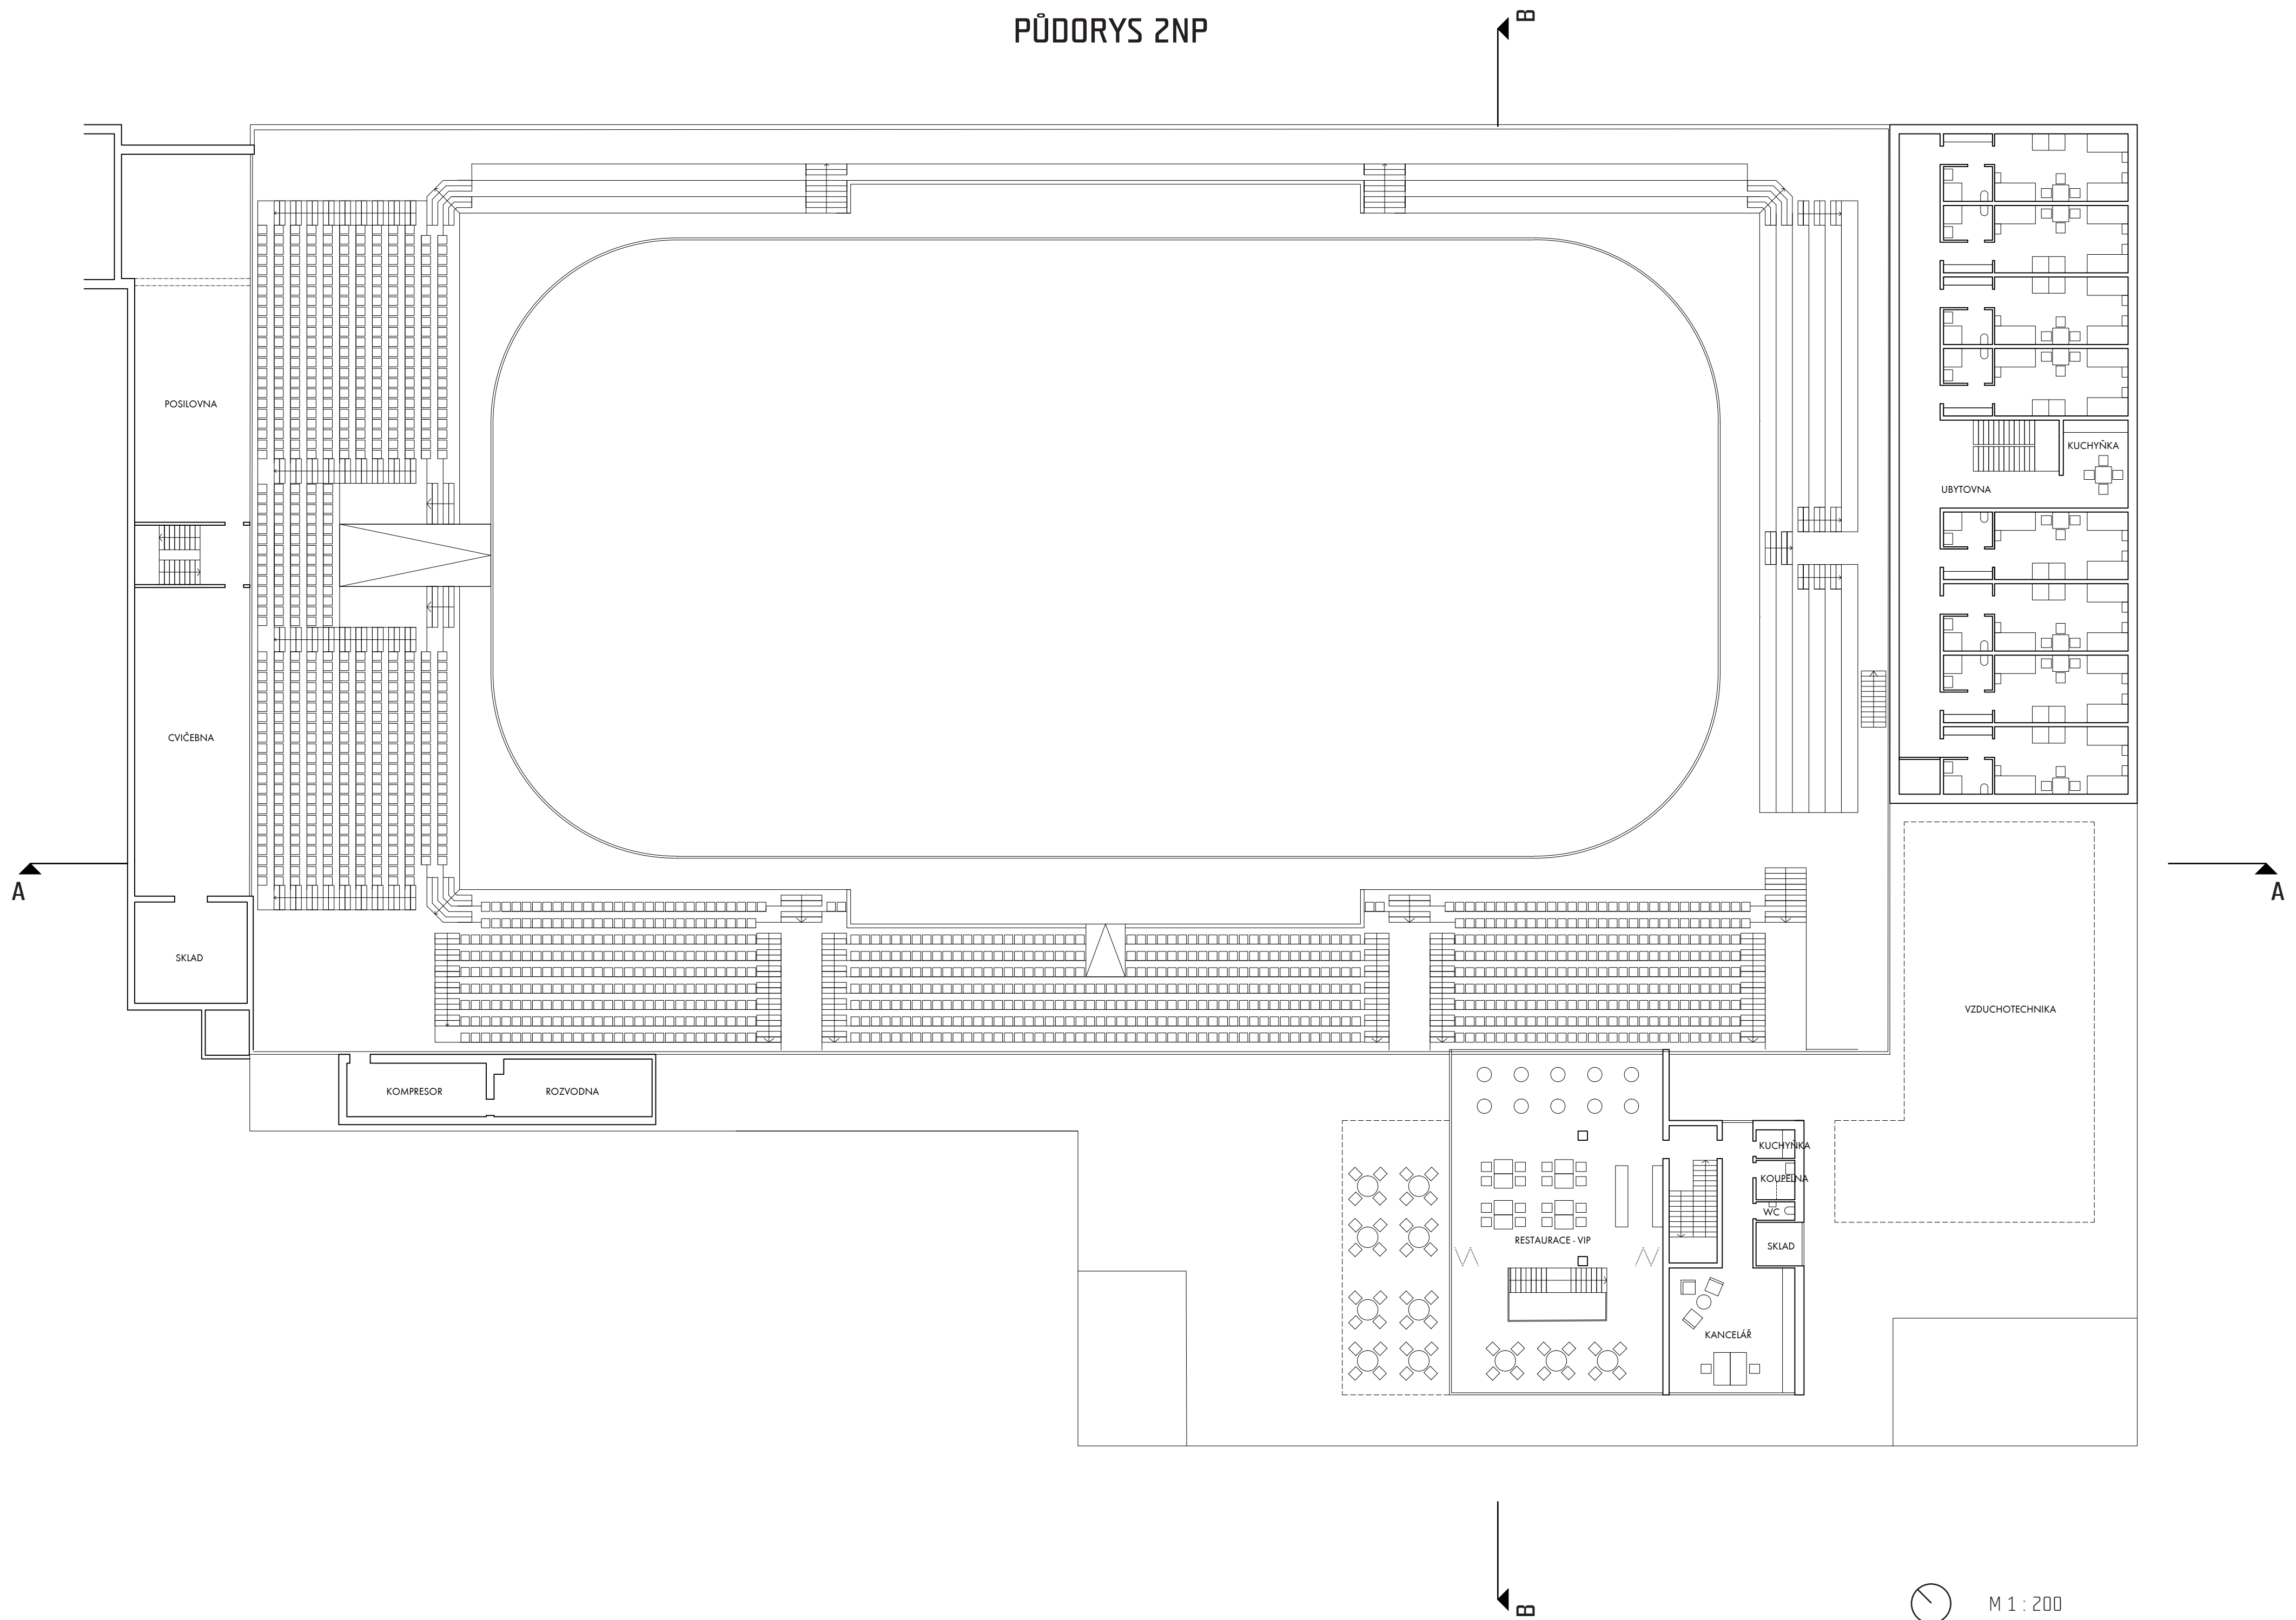 PŮDORYS 2NP
B
POSILOVNA
KUCHYŇKA
UBYTOVNA
CVIČEBNA
A
A
SKLAD
VZDUCHOTECHNIKA
KOMPRESOR
ROZVODNA
KUCHYŇKA
KOUPELNA
WC
RESTAURACE - VIP
SKLAD
KANCELÁŘ
B
M 1 : 200